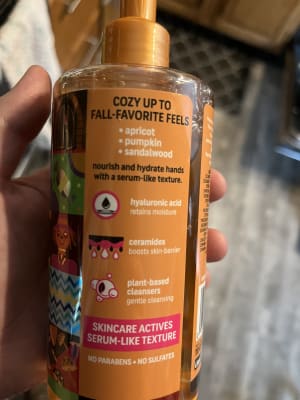 COZY UP TO
FALL-FAVORITE FEELS
• apricot
• pumpkin
• sandalwood
nourish and hydrate hands
with a serum-like texture.
hyaluronic acid
retains moisture
ceramides
boosts skin-barrier
plant-based
cleansers
gentle cleansing
SKINCARE ACTIVES
SERUM-LIKE TEXTURE
NO PARABENS • NO SULFATES